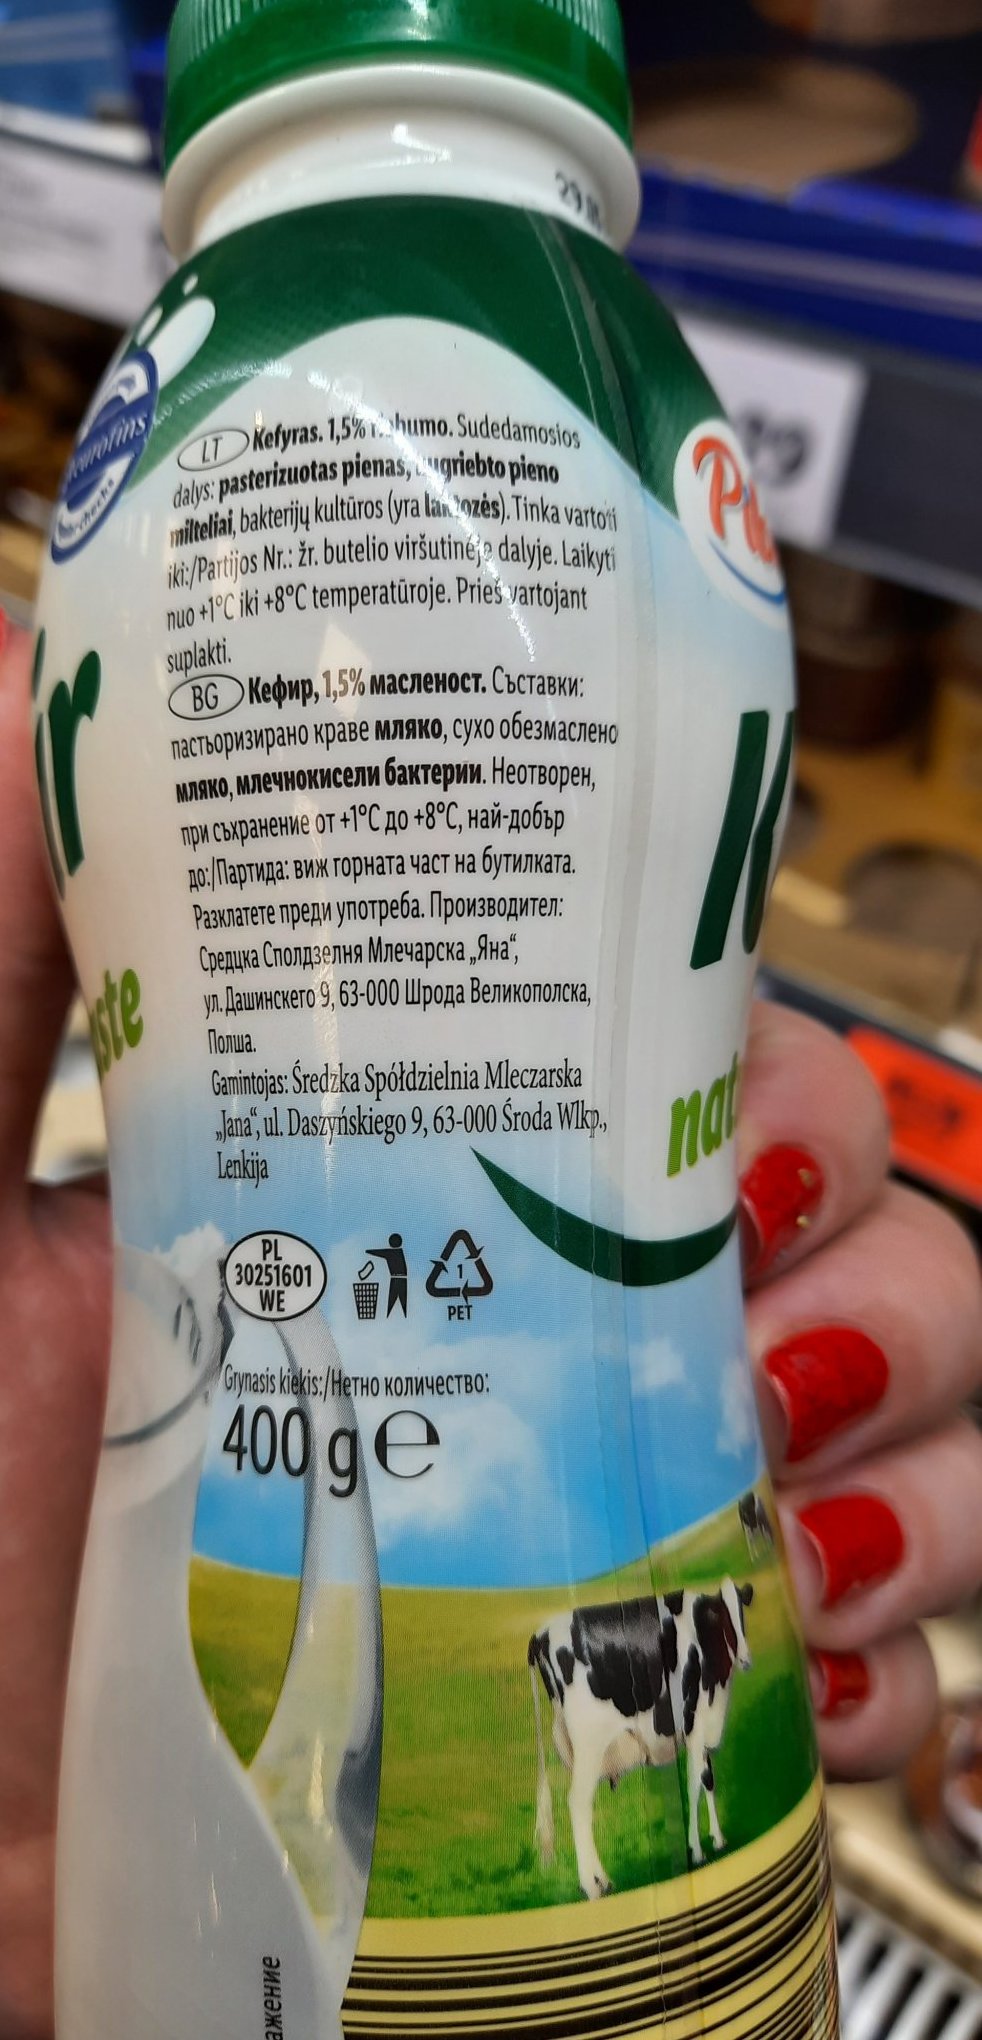 29.
eurofins
checks
LT Kefyras. 1,5% Sudedamosios
dalys: pasterizuotas pienas, nugriebto pieno
milteliai, bakterijų kultūros (yra laktozės). Tinka vartoti
iki:/Partijos Nr.: žr. butelio viršutinėje dalyje. Laikyti
nuo +1°C iki +8°C temperatūroje. Prieš vartojant
suplakti.
BG Кефир, 1,5% масленост. Съставки:
пастьоризирано краве мляко, сухо обезмаслено
мляко, млечнокисели бактерии. Неотворен,
при съхранение от +1°C до +8°C, най-добър
до:/Партида: виж горната част на бутилката.
Разклатете преди употреба. Производител:
Средцка Сполдзелня Млечарска „Яна“,
ул. Дашинскего 9, 63-000 Шрода Великополска,
Полша.
Gamintojas: Średzka Spółdzielnia Mleczarska
„Jana“, ul. Daszyńskiego 9, 63-000 Środa Wlkp.,
Lenkija
PL
30251601
WE
1
PET
Grynasis kiekis:/Нетно количество:
400 g e